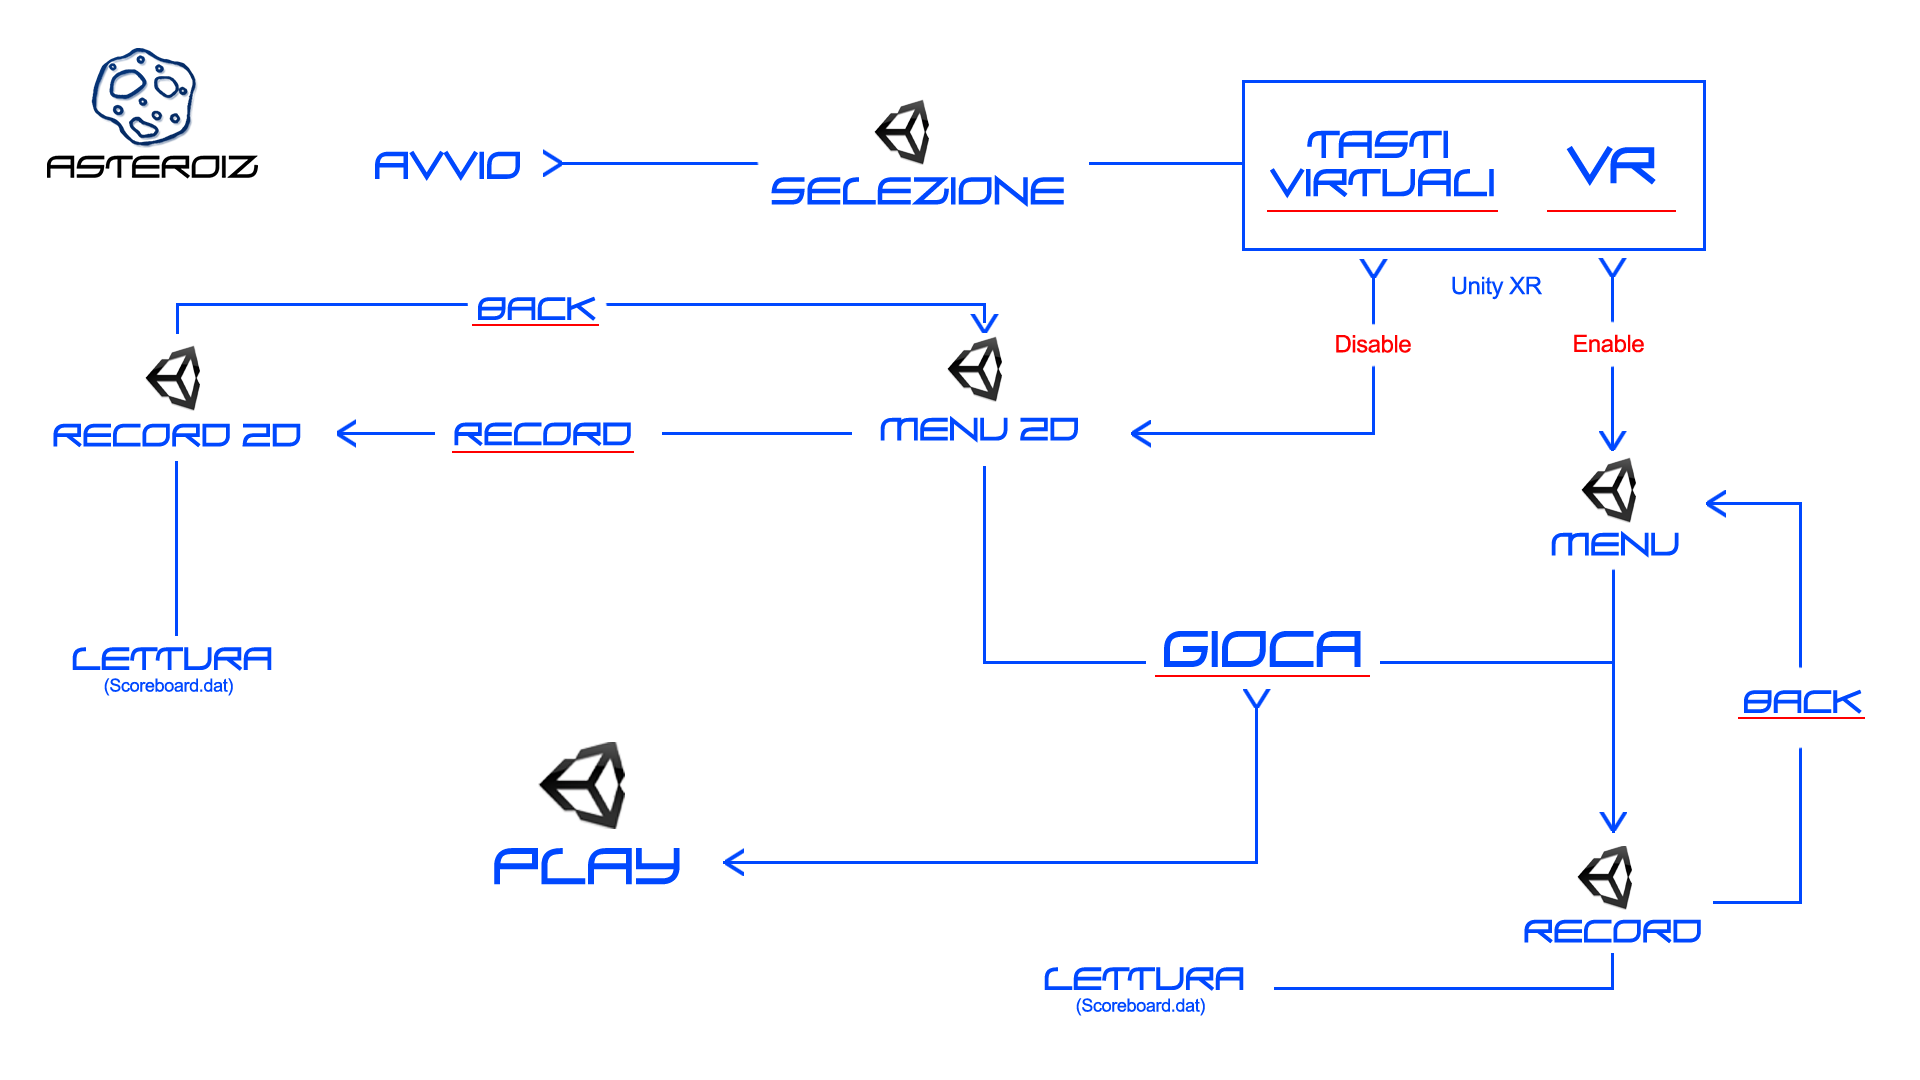 ASTEROIZ
AVVIO
SELEZIONE
TASTI
VIRTUALI
VR
Unity XR
Disable
Enable
BACK
RECORD 2D
RECORD
MENU 2D
MENU
LETTURA
(Scoreboard.dat)
GIOCA
BACK
PLAY
RECORD
LETTURA
(Scoreboard.dat)